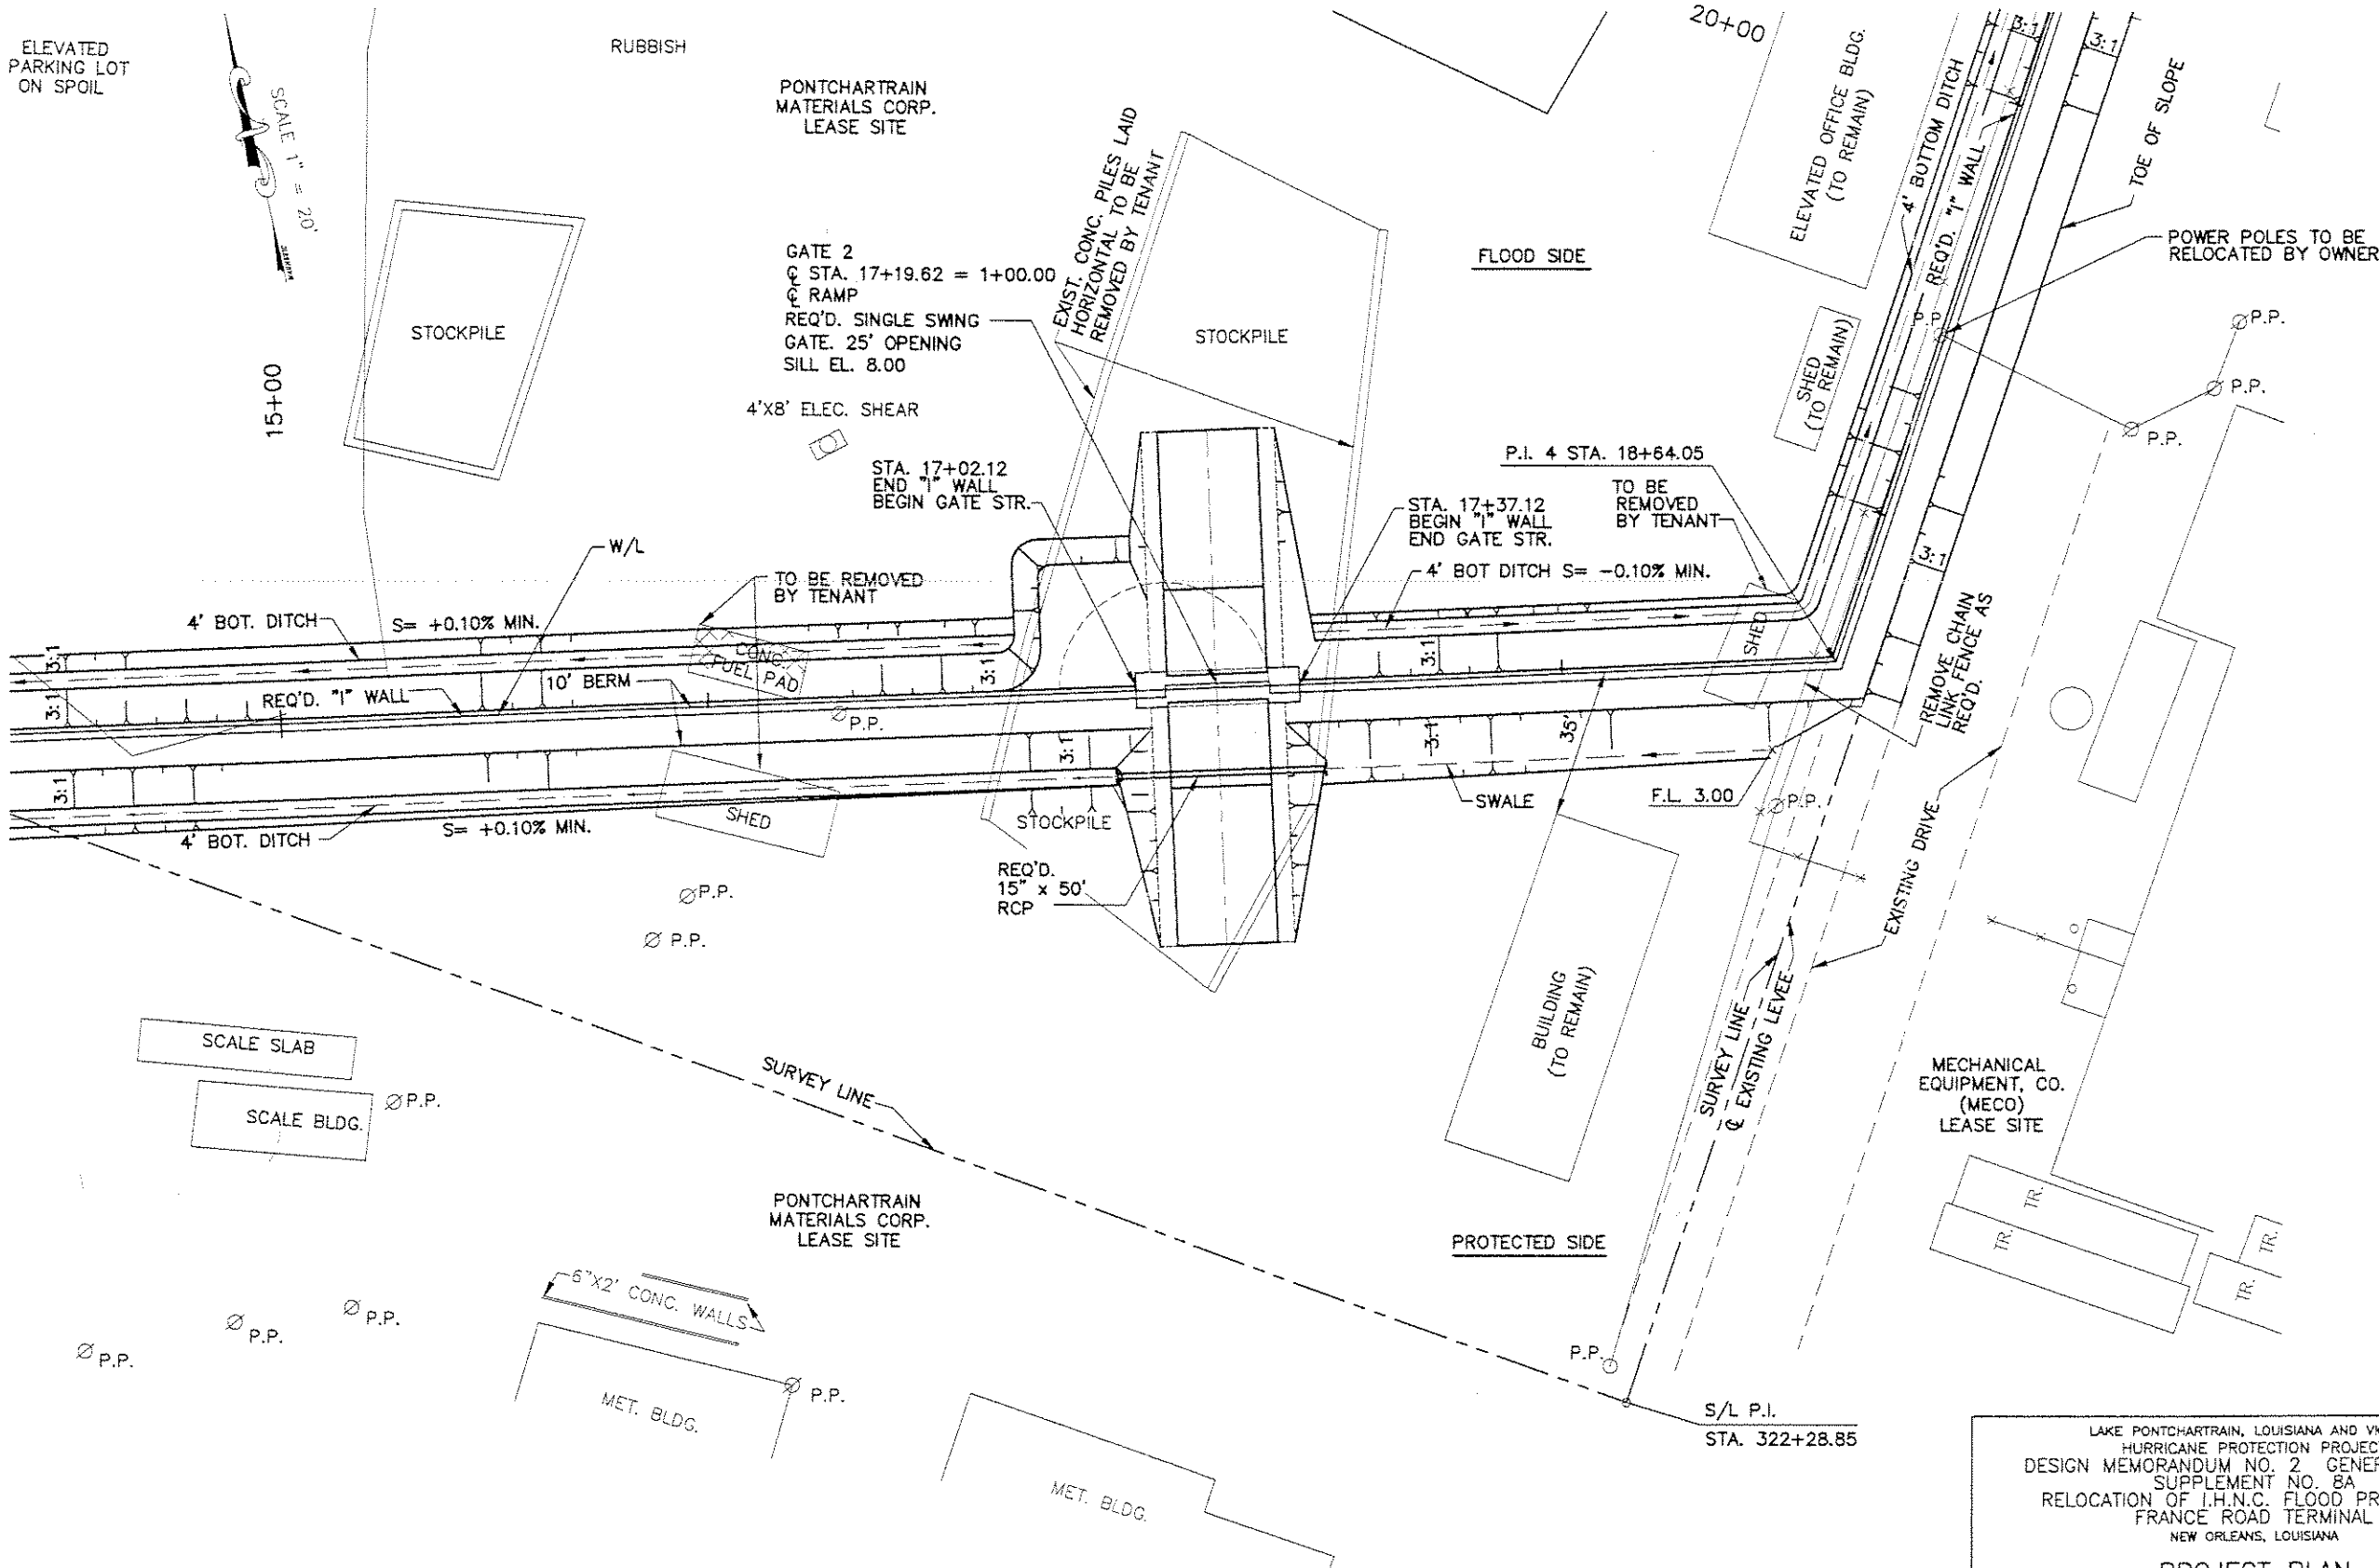 ELEVATED
PARKING LOT
ON SPOIL
SCALE 1" = 20'
RUBBISH
PONTCHARTRAIN
MATERIALS CORP.
LEASE SITE
20+00
15+00
STOCKPILE
GATE 2
℄ STA. 17+19.62 = 1+00.00
℄ RAMP
REQ'D. SINGLE SWING
GATE. 25' OPENING
SILL EL. 8.00
4'X8' ELEC. SHEAR
EXIST. CONC. PILES LAID
HORIZONTAL TO BE
REMOVED BY TENANT
STOCKPILE
FLOOD SIDE
ELEVATED OFFICE BLDG.
(TO REMAIN)
4' BOTTOM DITCH
REQ'D. "I" WALL
3:1
3:1
TOE OF SLOPE
POWER POLES TO BE
RELOCATED BY OWNER
P.P.
P.P.
P.P.
P.P.
SHED
(TO REMAIN)
STA. 17+02.12
END "I" WALL
BEGIN GATE STR.
STA. 17+37.12
BEGIN "I" WALL
END GATE STR.
P.I. 4 STA. 18+64.05
TO BE
REMOVED
BY TENANT
4' BOT DITCH S= -0.10% MIN.
3:1
W/L
TO BE REMOVED
BY TENANT
4' BOT. DITCH
S= +0.10% MIN.
3:1
3:1
CONC.
FUEL PAD
10' BERM
REQ'D. "I" WALL
3:1
3:1
SHED
REMOVE CHAIN
LINK FENCE AS
REQ'D.
P.P.
3:1
3:1
3:1
35'
SWALE
F.L. 3.00
P.P.
4' BOT. DITCH
S= +0.10% MIN.
SHED
STOCKPILE
REQ'D.
15" x 50'
RCP
P.P.
P.P.
EXISTING DRIVE
BUILDING
(TO REMAIN)
SURVEY LINE
℄ EXISTING LEVEE
SCALE SLAB
SCALE BLDG.
P.P.
SURVEY LINE
MECHANICAL
EQUIPMENT, CO.
(MECO)
LEASE SITE
TR.
TR.
TR.
TR.
PONTCHARTRAIN
MATERIALS CORP.
LEASE SITE
PROTECTED SIDE
6"X2' CONC. WALLS
P.P.
P.P.
P.P.
P.P.
P.P.
MET. BLDG.
MET. BLDG.
S/L P.I.
STA. 322+28.85
LAKE PONTCHARTRAIN, LOUISIANA AND
HURRICANE PROTECTION PROJEC
DESIGN MEMORANDUM NO. 2 GENE
SUPPLEMENT NO. 8A
RELOCATION OF I.H.N.C. FLOOD PR
FRANCE ROAD TERMINAL
NEW ORLEANS, LOUISIANA
PROJECT PLAN